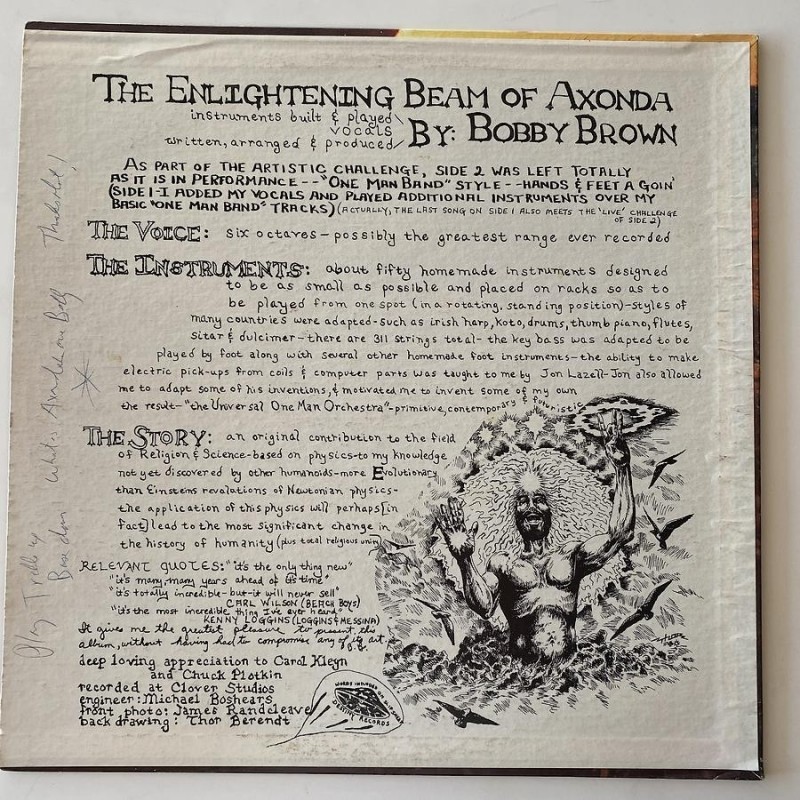 THE ENLIGHTENING BEAM OF AXONDA
instruments built & played
vocals
written, arranged & produced
BY: BOBBY BROWN
AS PART OF THE ARTISTIC CHALLENGE, SIDE 2 WAS LEFT TOTALLY
AS IT IS IN PERFORMANCE--"ONE MAN BAND" STYLE--HANDS & FEET A GOIN'
(SIDE 1-I ADDED MY VOCALS AND PLAYED ADDITIONAL INSTRUMENTS OVER MY
BASIC "ONE MAN BAND" TRACKS) (ACTUALLY, THE LAST SONG ON SIDE 1 ALSO MEETS THE 'LIVE' CHALLENGE
OF SIDE 2)
THE VOICE: six octaves-possibly the greatest range ever recorded
THE INSTRUMENTS: about fifty homemade instruments designed
to be as small as possible and placed on racks so as to
be played from one spot (in a rotating, standing position)-styles of
many countries were adapted-such as irish harp, koto, drums, thumb piano, flutes,
sitar & dulcimer-there are 311 strings total-the key bass was adapted to be
played by foot along with several other homemade foot instruments-the ability to make
electric pick-ups from coils & computer parts was taught to me by Jon Lazell-Jon also allowed
me to adapt some of his inventions, & motivated me to invent some of my own
the result-"the Universal One Man Orchestra"-primitive, contemporary & futuristic
THE STORY: an original contribution to the field
of Religion & Science-based on physics-to my knowledge
not yet discovered by other humanoids-more Evolutionary
than Einsteins revalations of Newtonian physics-
the application of this physics will perhaps [in
fact] lead to the most significant change in
the history of humanity (plus total religious union)
RELEVANT QUOTES: "it's the only thing new"
"it's many, many years ahead of its time"
"it's totally incredible-but-it will never sell"
CARL WILSON (BEACH BOYS)
"it's the most incredible thing I've ever heard"
KENNY LOGGINS (LOGGINS & MESSINA)
It gives me the greatest pleasure to present this
album, without having had to compromise any of its art.
deep loving appreciation to Carol Kleyn
and Chuck Plotkin
recorded at Clover Studios
engineer: Michael Boshears
front photo: James Randcleave
back drawing: Thor Berendt
DESTINY RECORDS
Play
up